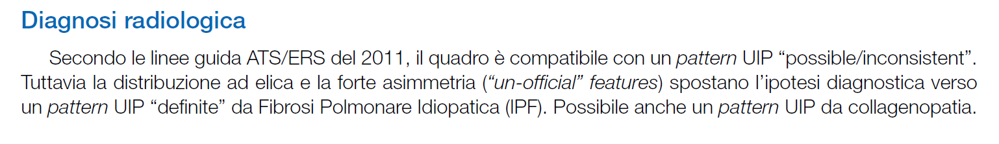 Diagnosi radiologica
Secondo le linee guida ATS/ERS del 2011, il quadro è compatibile con un pattern UIP “possible/inconsistent”.
Tuttavia la distribuzione ad elica e la forte asimmetria (“un-official” features) spostano l’ipotesi diagnostica verso
un pattern UIP “definite” da Fibrosi Polmonare Idiopatica (IPF). Possibile anche un pattern UIP da collagenopatia.